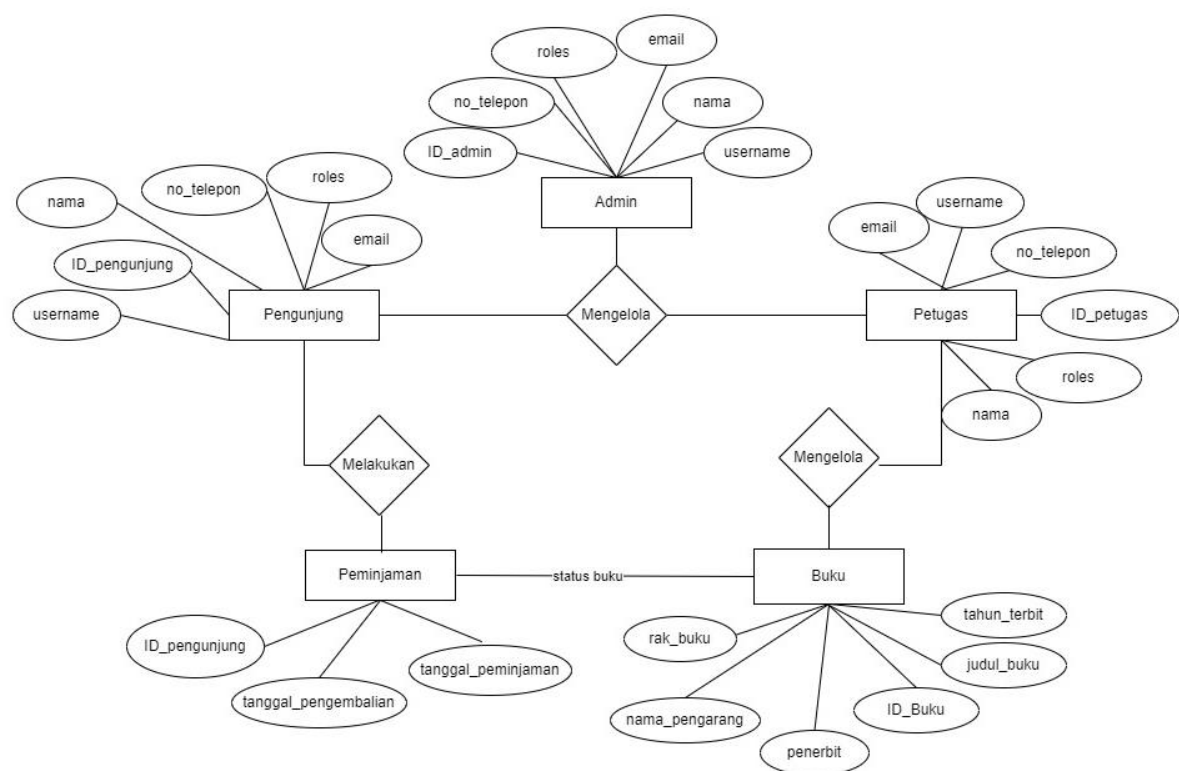 email
roles
nama
no_telepon
ID_admin
username
Admin
roles
no_telepon
nama
email
ID_pengunjung
username
Pengunjung
Mengelola
username
email
no_telepon
Petugas
ID_petugas
roles
nama
Melakukan
Mengelola
Peminjaman
status buku
Buku
ID_pengunjung
tanggal_peminjaman
tanggal_pengembalian
tahun_terbit
rak_buku
judul_buku
nama_pengarang
ID_Buku
penerbit